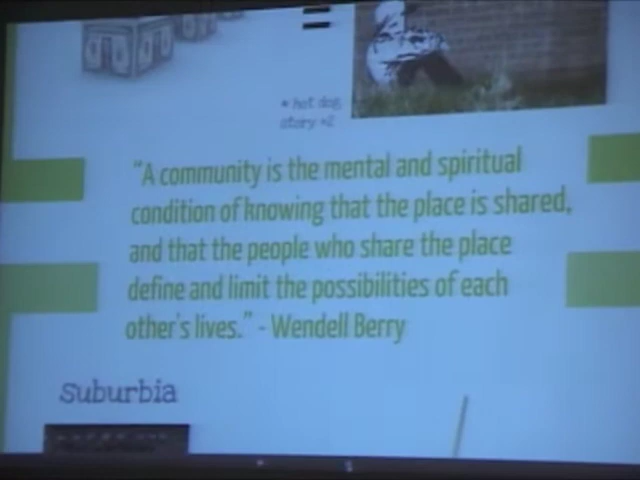 * hot dog
story #2
"A community is the mental and spiritual
condition of knowing that the place is shared,
and that the people who share the place
define and limit the possibilities of each
other's lives." - Wendell Berry
suburbia